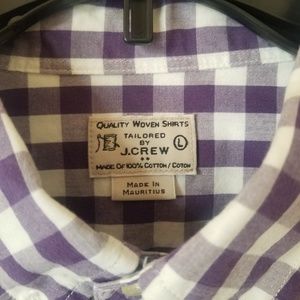 QUALITY WOVEN SHIRTS
TAILORED
BY
J.CREW
L
MADE OF 100% COTTON / COTON
MADE IN
MAURITIUS